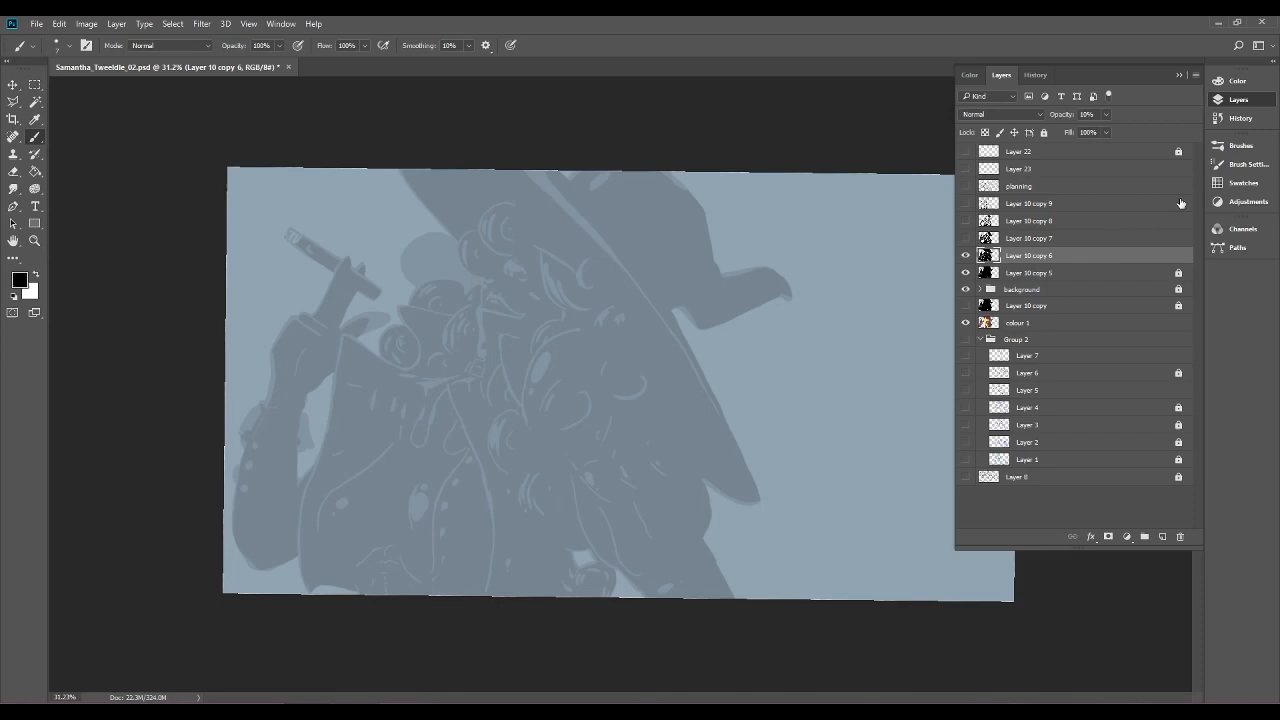 Ps File Edit Image Layer Type Select Filter 3D View Window Help
7 Mode: Normal Opacity: 100% Flow: 100% Smoothing: 10%
Samantha_Tweeldle_02.psd @ 31.2% (Layer 10 copy 6, RGB/8#) *
Color Layers History
Kind
Normal Opacity: 10%
Lock: Fill: 100%
Layer 22
Layer 23
planning
Layer 10 copy 9
Layer 10 copy 8
Layer 10 copy 7
Layer 10 copy 6
Layer 10 copy 5
background
Layer 10 copy
colour 1
Group 2
Layer 7
Layer 6
Layer 5
Layer 4
Layer 3
Layer 2
Layer 1
Layer 8
fx
Color
Layers
History
Brushes
Brush Setti...
Swatches
Adjustments
Channels
Paths
31.23% Doc: 22.3M/324.0M